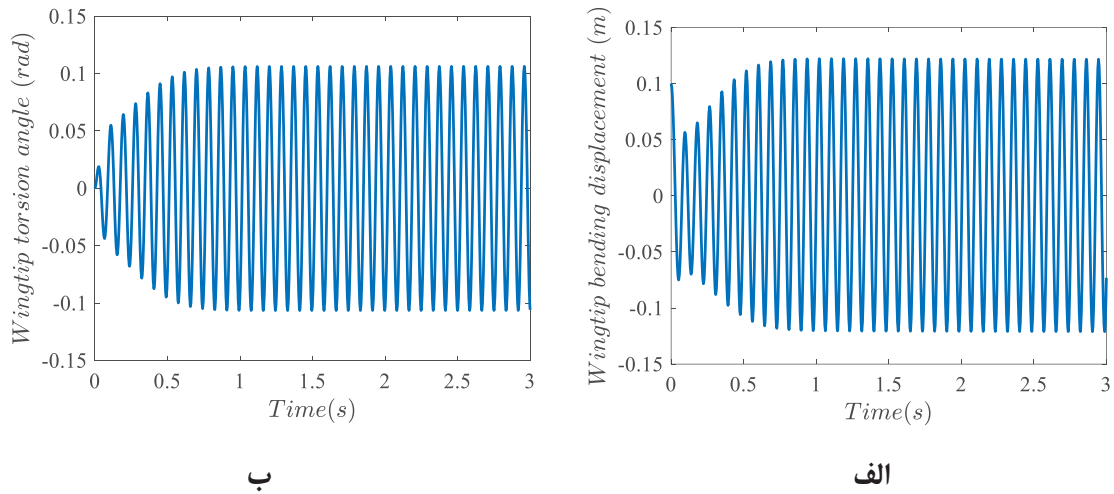 Wingtip torsion angle (rad)
0.15
0.1
0.05
0
-0.05
-0.1
-0.15
0 0.5 1 1.5 2 2.5 3
Time(s)
ب
Wingtip bending displacement (m)
0.15
0.1
0.05
0
-0.05
-0.1
-0.15
0 0.5 1 1.5 2 2.5 3
Time(s)
الف